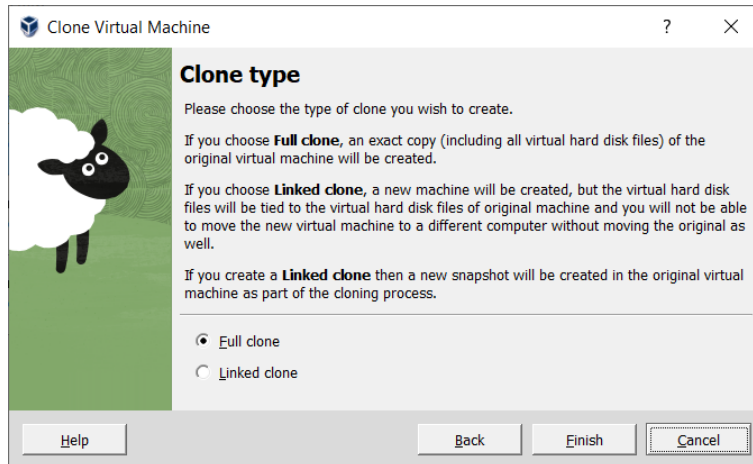 Clone Virtual Machine
?
Clone type
Please choose the type of clone you wish to create.
If you choose Full clone, an exact copy (including all virtual hard disk files) of the
original virtual machine will be created.
If you choose Linked clone, a new machine will be created, but the virtual hard disk
files will be tied to the virtual hard disk files of original machine and you will not be able
to move the new virtual machine to a different computer without moving the original as
well.
If you create a Linked clone then a new snapshot will be created in the original virtual
machine as part of the cloning process.
Full clone
Linked clone
Help Back Finish Cancel